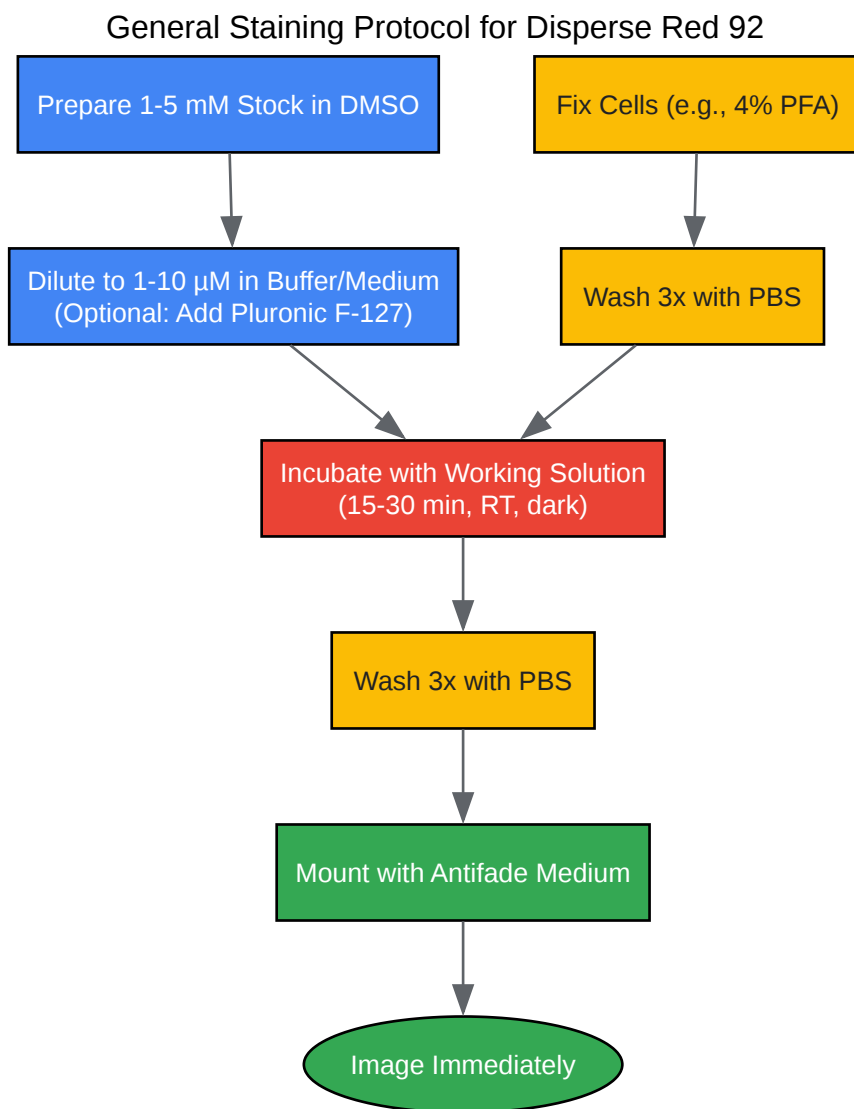 General Staining Protocol for Disperse Red 92
Prepare 1-5 mM Stock in DMSO
Fix Cells (e.g., 4% PFA)
Dilute to 1-10 µM in Buffer/Medium
(Optional: Add Pluronic F-127)
Wash 3x with PBS
Incubate with Working Solution
(15-30 min, RT, dark)
Wash 3x with PBS
Mount with Antifade Medium
Image Immediately